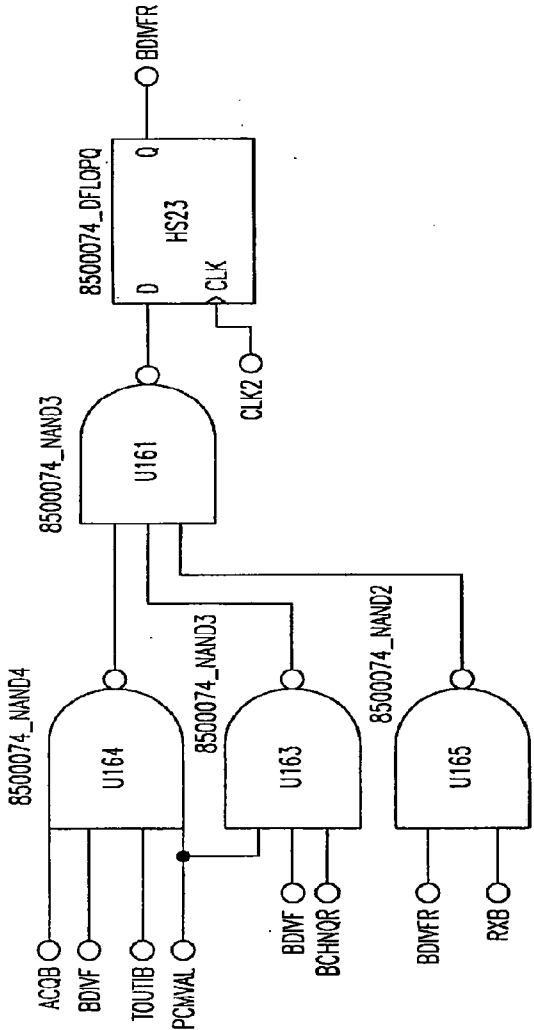 8500074_NAND4
U164
ACQB
BDIVF
TOUTIB
PCMVAL
8500074_NAND3
U163
BDIVF
BCHNQR
8500074_NAND2
U165
BDIVFR
RXB
8500074_NAND3
U161
8500074_DFLOPQ
D
Q
HS23
CLK
CLK2
BDIVFR